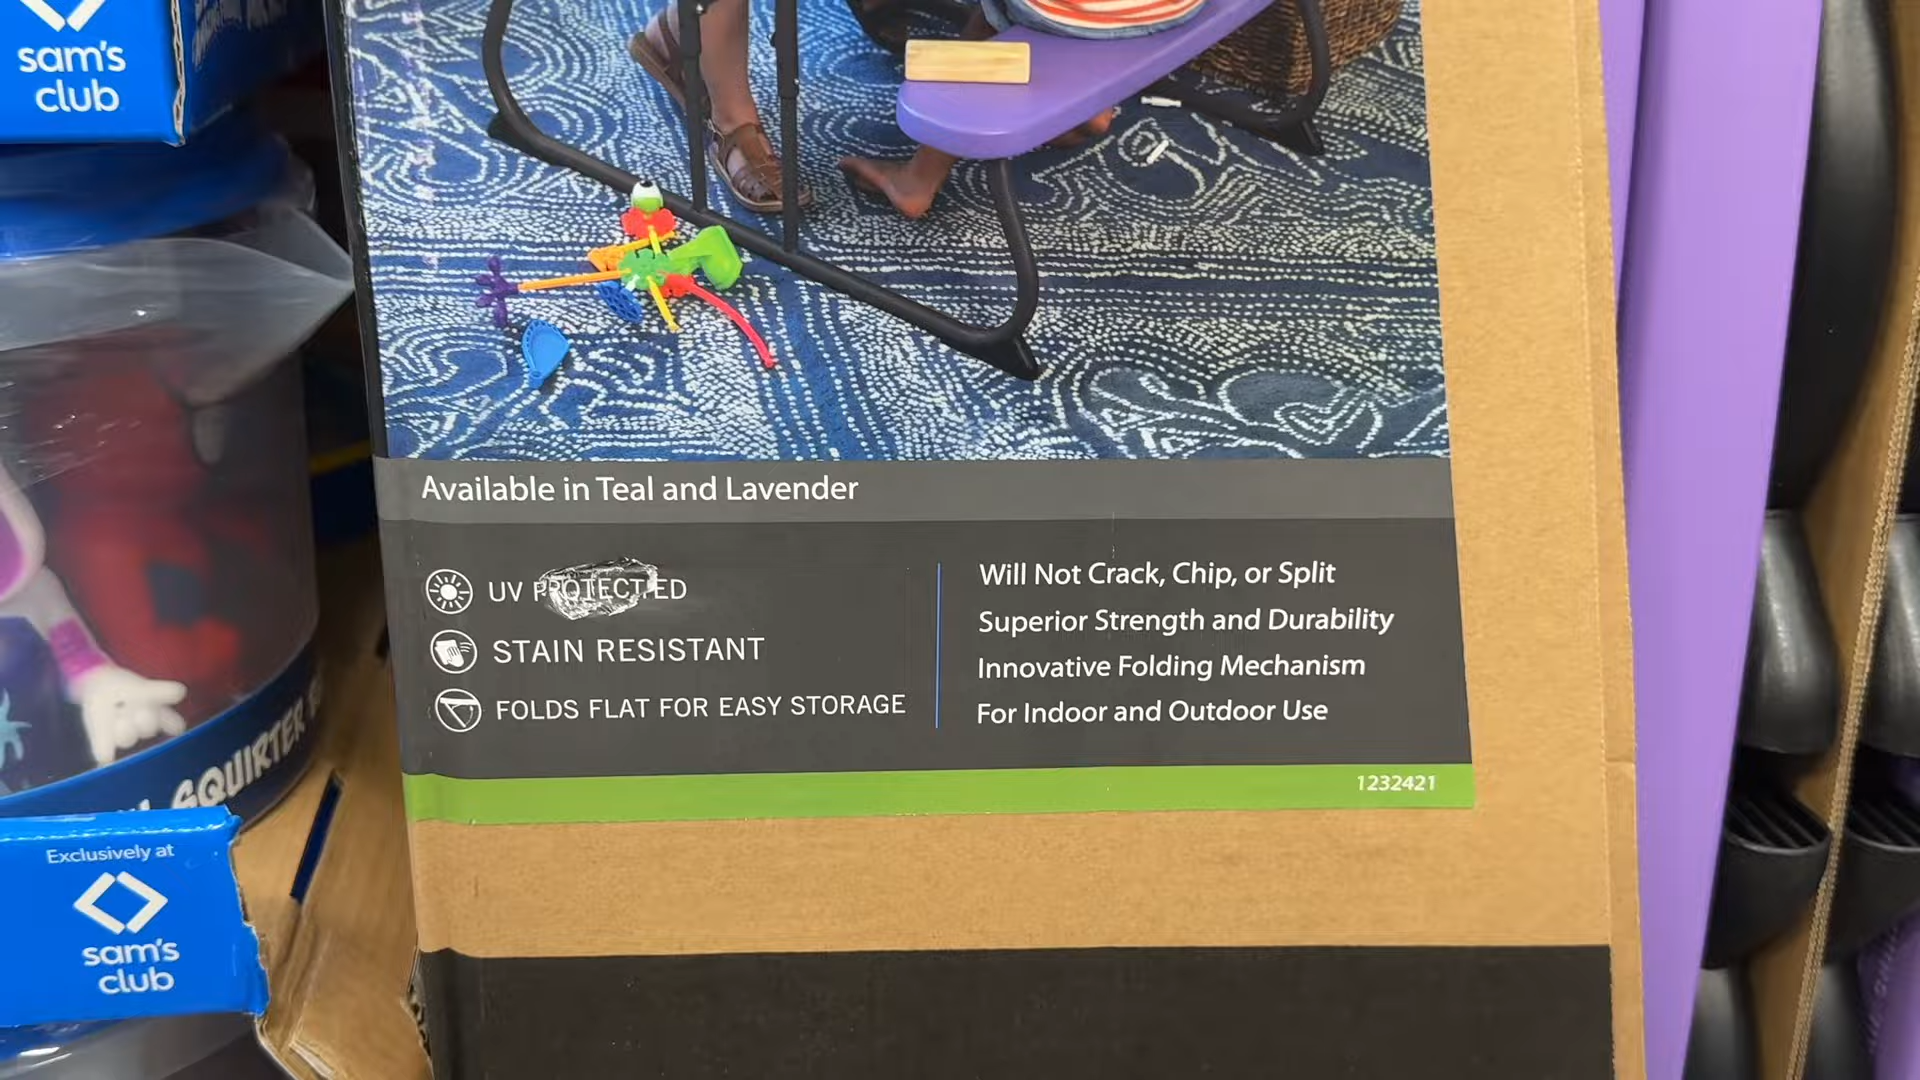 sam's
club
Available in Teal and Lavender
UV PROTECTED
STAIN RESISTANT
FOLDS FLAT FOR EASY STORAGE
Will Not Crack, Chip, or Split
Superior Strength and Durability
Innovative Folding Mechanism
For Indoor and Outdoor Use
1232421
SQUIRTER
Exclusively at
sam's
club